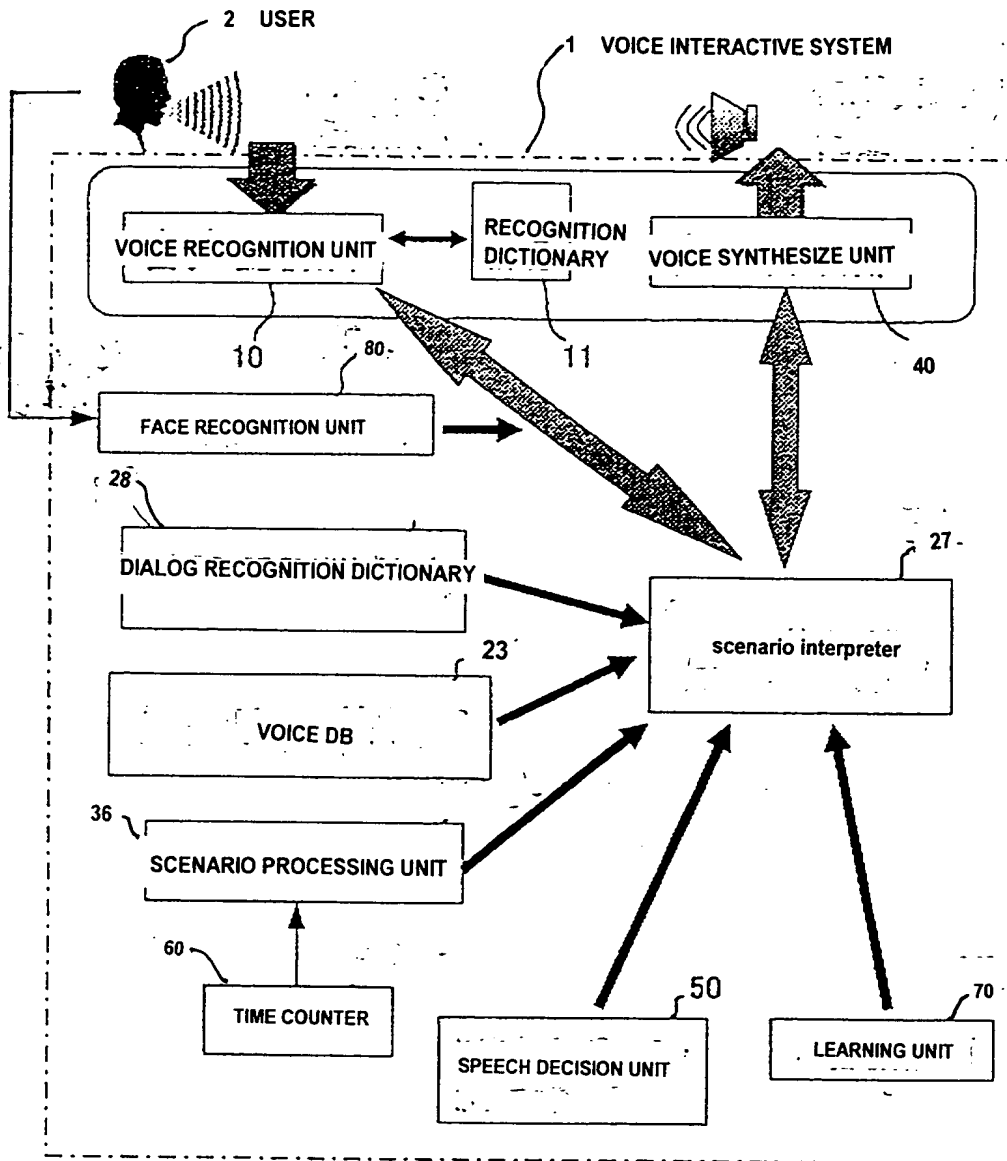 2 USER
1 VOICE INTERACTIVE SYSTEM
VOICE RECOGNITION UNIT
RECOGNITION
DICTIONARY
VOICE SYNTHESIZE UNIT
10
11
40
80
FACE RECOGNITION UNIT
28
DIALOG RECOGNITION DICTIONARY
27
scenario interpreter
23
VOICE DB
36
SCENARIO PROCESSING UNIT
60
TIME COUNTER
50
SPEECH DECISION UNIT
70
LEARNING UNIT